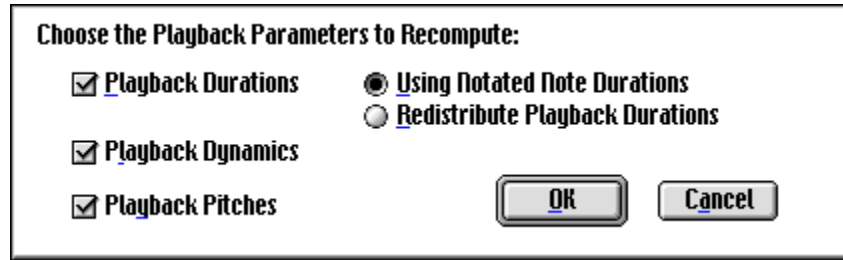 Choose the Playback Parameters to Recompute:
Playback Durations
Using Notated Note Durations
Redistribute Playback Durations
Playback Dynamics
Playback Pitches
OK
Cancel